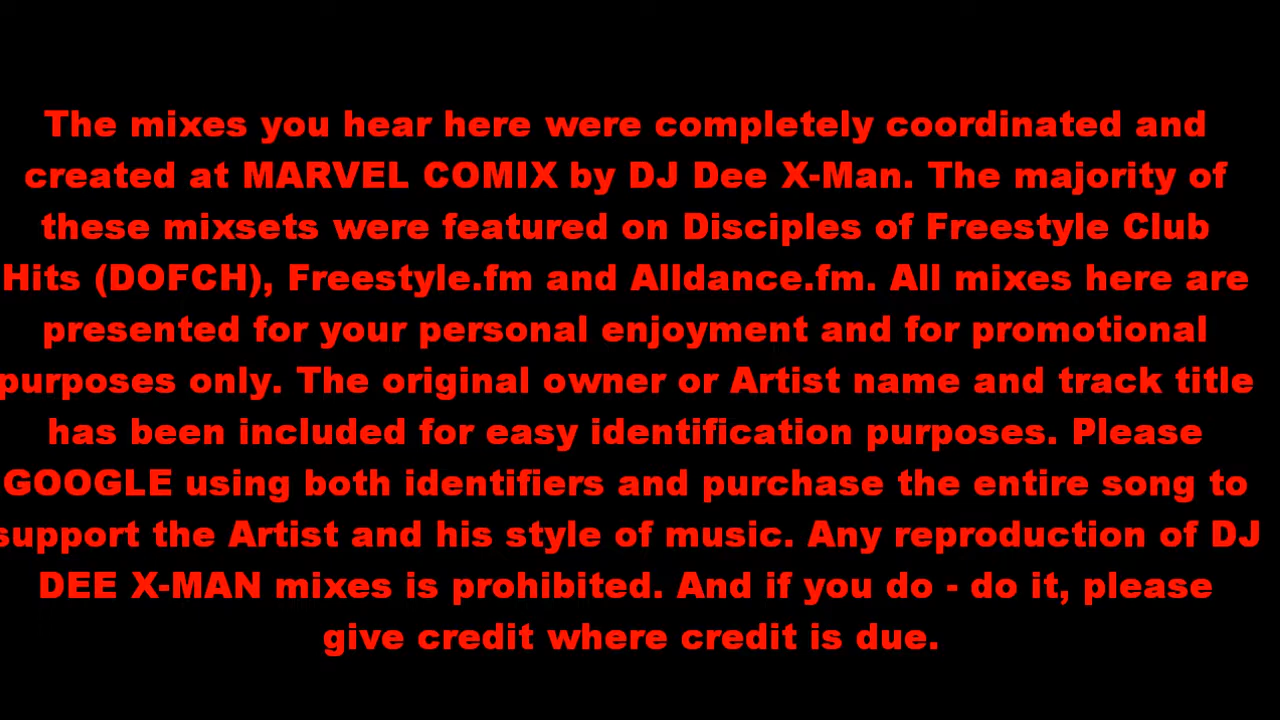 The mixes you hear here were completely coordinated and
created at MARVEL COMIX by DJ Dee X-Man. The majority of
these mixsets were featured on Disciples of Freestyle Club
Hits (DOFCH), Freestyle.fm and Alldance.fm. All mixes here are
presented for your personal enjoyment and for promotional
purposes only. The original owner or Artist name and track title
has been included for easy identification purposes. Please
GOOGLE using both identifiers and purchase the entire song to
support the Artist and his style of music. Any reproduction of DJ
DEE X-MAN mixes is prohibited. And if you do - do it, please
give credit where credit is due.